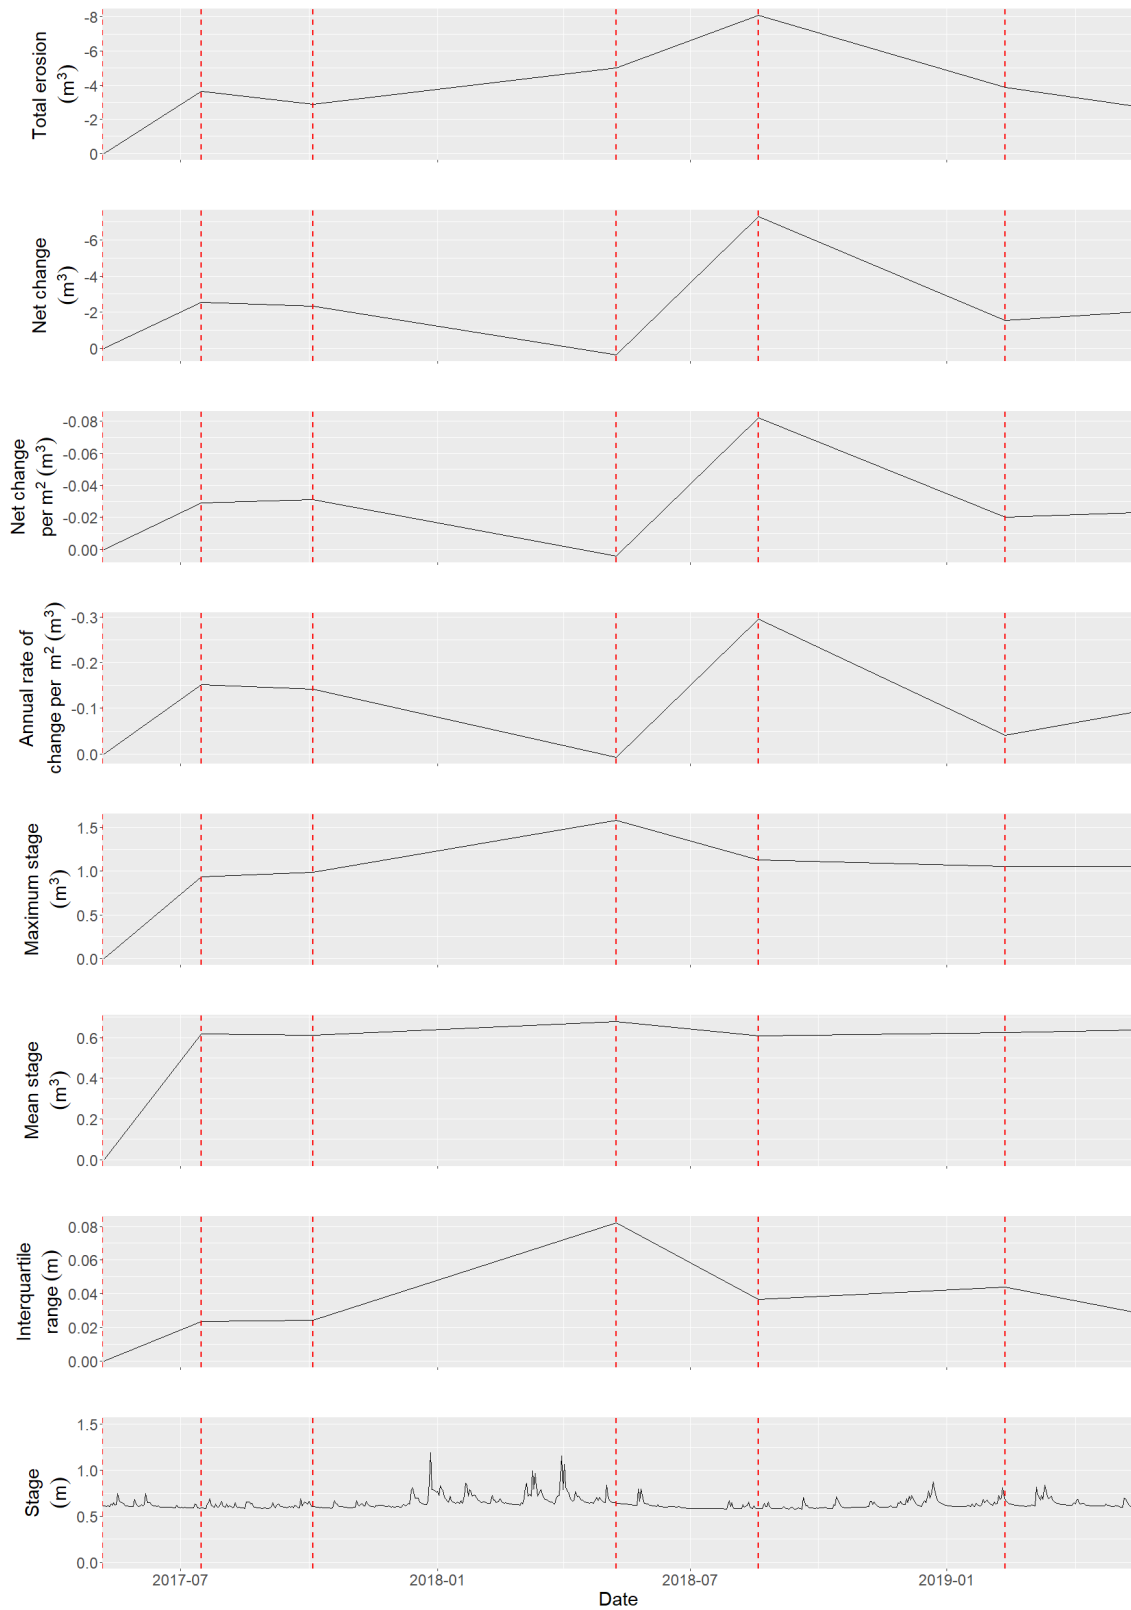 Total erosion
(m³)
-8
-6
-4
-2
0
Net change
(m³)
-6
-4
-2
0
Net change
per m² (m³)
-0.08
-0.06
-0.04
-0.02
0.00
Annual rate of
change per m² (m³)
-0.3
-0.2
-0.1
0.0
Maximum stage
(m³)
1.5
1.0
0.5
0.0
Mean stage
(m³)
0.6
0.4
0.2
0.0
Interquartile
range (m)
0.08
0.06
0.04
0.02
0.00
Stage
(m)
1.5
1.0
0.5
0.0
2017-07 2018-01 2018-07 2019-01
Date